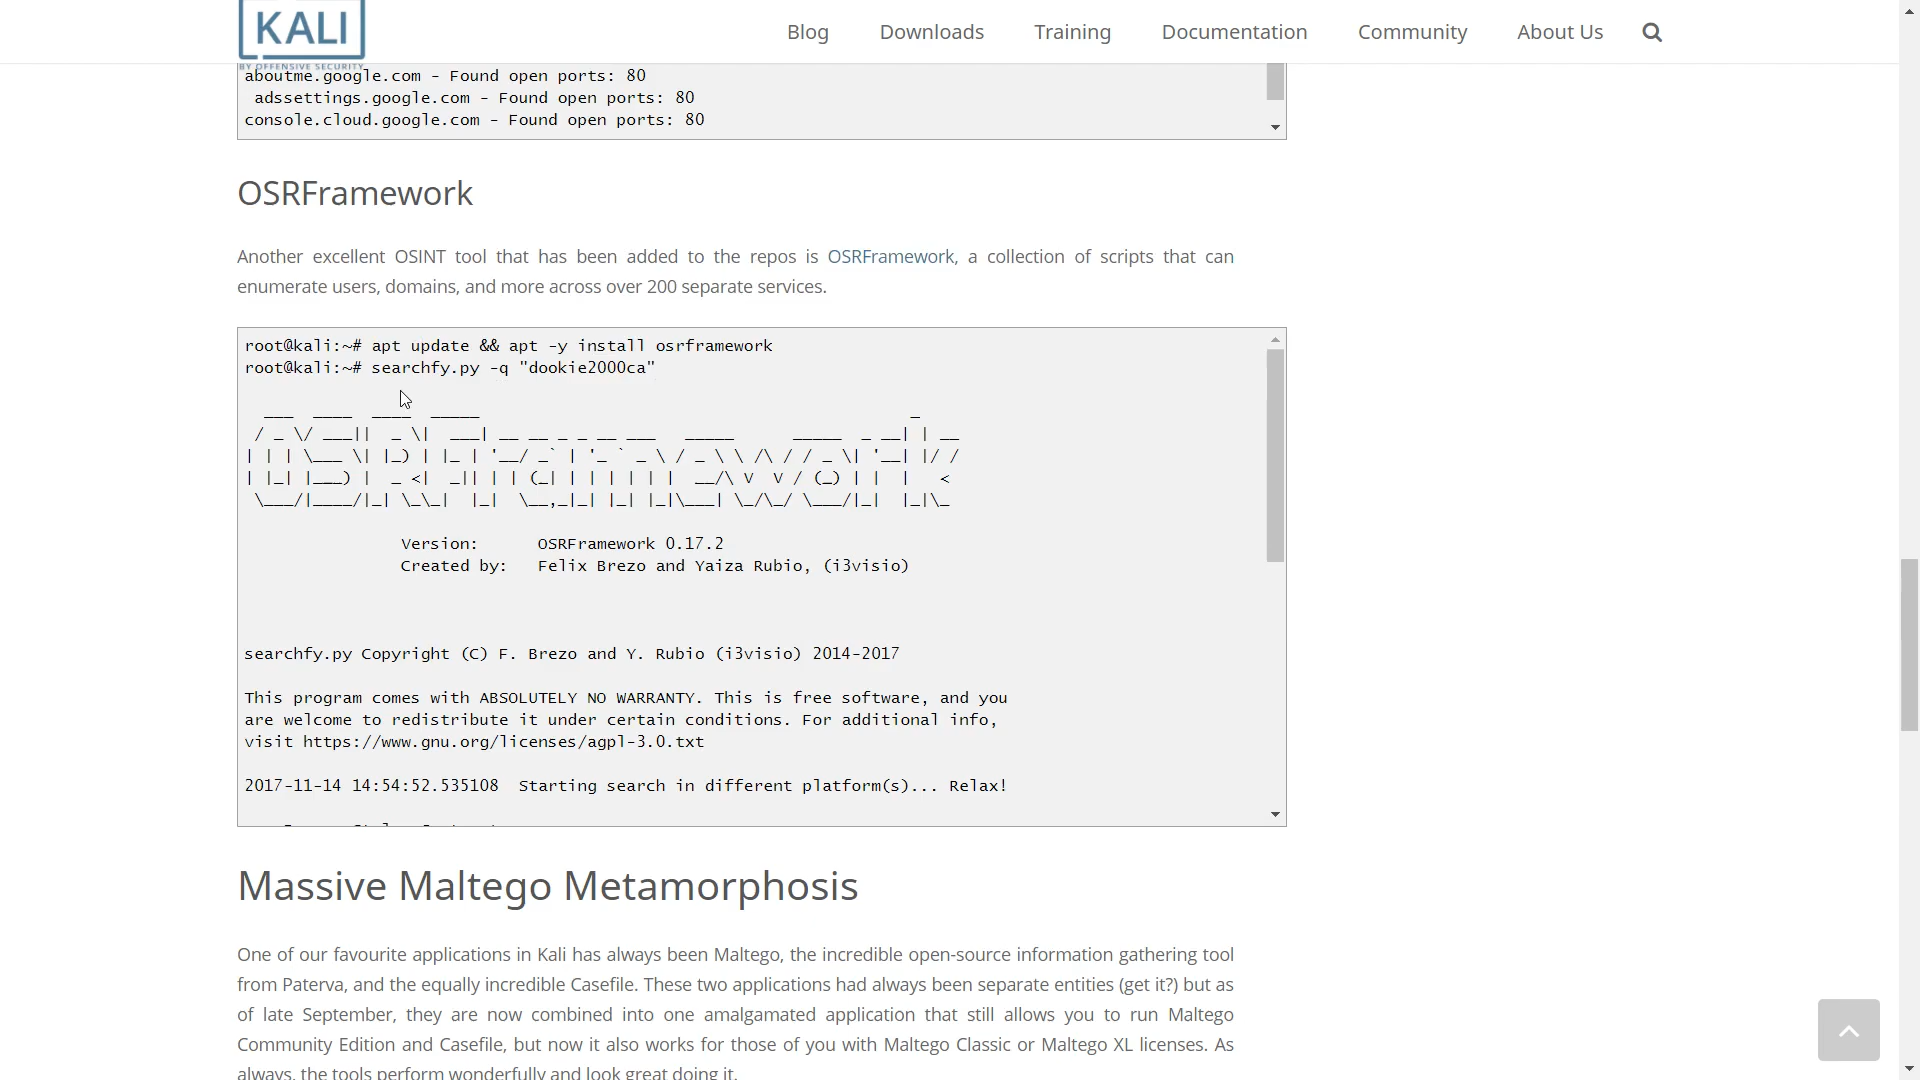 KALI
BY OFFENSIVE SECURITY
Blog Downloads Training Documentation Community About Us
aboutme.google.com - Found open ports: 80
adssettings.google.com - Found open ports: 80
console.cloud.google.com - Found open ports: 80
OSRFramework
Another excellent OSINT tool that has been added to the repos is OSRFramework, a collection of scripts that can
enumerate users, domains, and more across over 200 separate services.
root@kali:~# apt update && apt -y install osrframework
root@kali:~# searchfy.py -q "dookie2000ca"
OSRFramework
Version: OSRFramework 0.17.2
Created by: Felix Brezo and Yaiza Rubio, (i3visio)
searchfy.py Copyright (C) F. Brezo and Y. Rubio (i3visio) 2014-2017
This program comes with ABSOLUTELY NO WARRANTY. This is free software, and you
are welcome to redistribute it under certain conditions. For additional info,
visit https://www.gnu.org/licenses/agpl-3.0.txt
2017-11-14 14:54:52.535108 Starting search in different platform(s)... Relax!
Massive Maltego Metamorphosis
One of our favourite applications in Kali has always been Maltego, the incredible open-source information gathering tool
from Paterva, and the equally incredible Casefile. These two applications had always been separate entities (get it?) but as
of late September, they are now combined into one amalgamated application that still allows you to run Maltego
Community Edition and Casefile, but now it also works for those of you with Maltego Classic or Maltego XL licenses. As
always, the tools perform wonderfully and look great doing it.